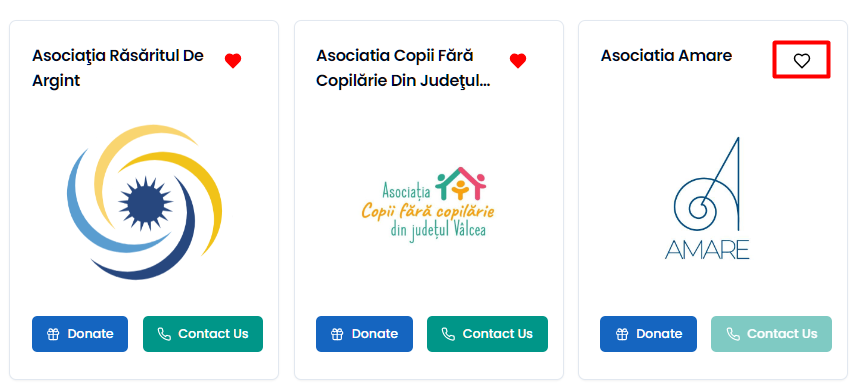 Asociaţia Răsăritul De
Argint
Donate
Contact Us
Asociatia Copii Fără
Copilărie Din Judeţul...
Asociația
Copii fără copilărie
din județul Vâlcea
Donate
Contact Us
Asociatia Amare
AMARE
Donate
Contact Us